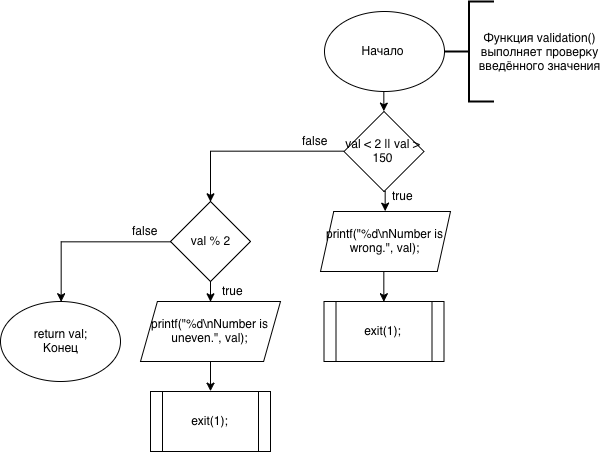 Начало
Функция validation()
выполняет проверку
введённого значения
false
val < 2 || val >
150
true
false
val % 2
printf("%d\nNumber is
wrong.", val);
true
return val;
Конец
printf("%d\nNumber is
uneven.", val);
exit(1);
exit(1);